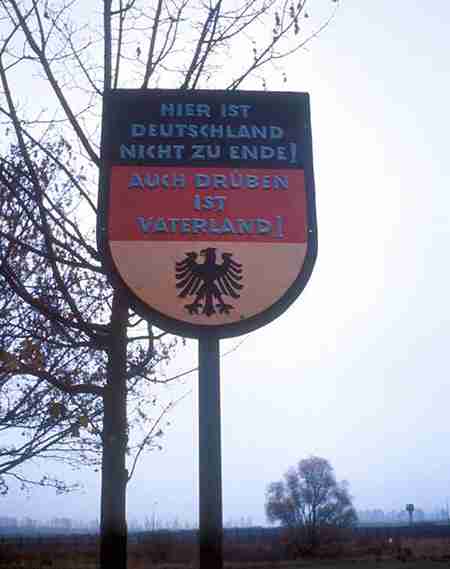 HIER IST
DEUTSCHLAND
NICHT ZU ENDE!
AUCH DRÜBEN
IST
VATERLAND!